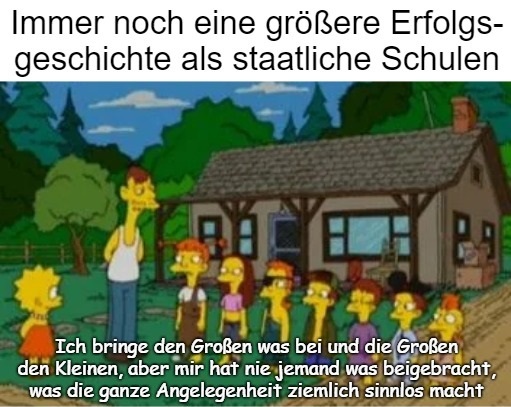 Immer noch eine größere Erfolgs-
geschichte als staatliche Schulen
Ich bringe den Großen was bei und die Großen
den Kleinen, aber mir hat nie jemand was beigebracht,
was die ganze Angelegenheit ziemlich sinnlos macht